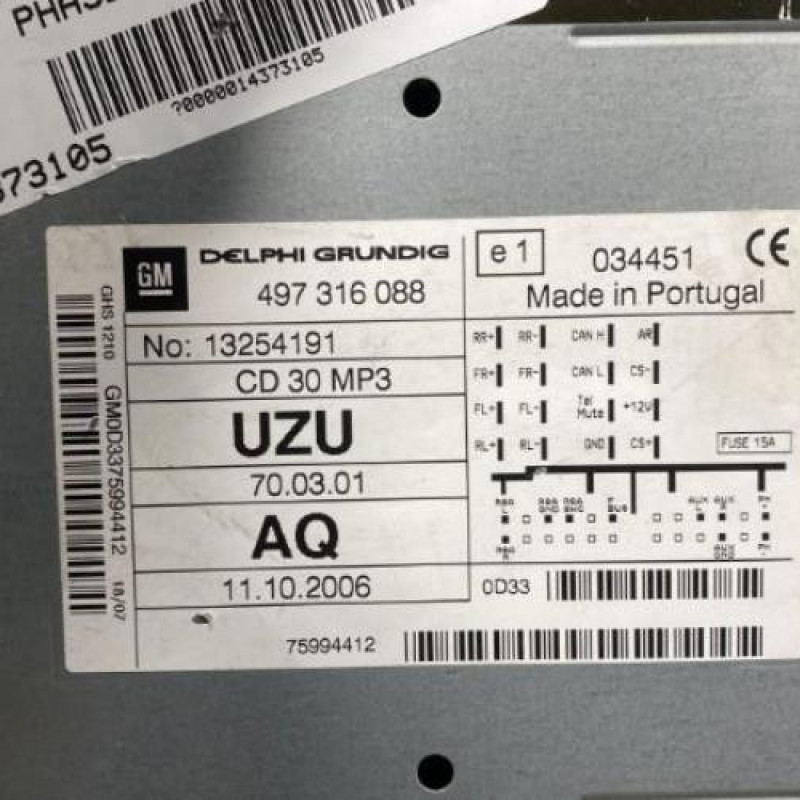 ?0000014373105
373105
GM DELPHI GRUNDIG
497 316 088
e1 034451 CE
Made in Portugal
No: 13254191
CD 30 MP3
UZU
70.03.01
AQ
11.10.2006
GHS 1210
GM0D3375994412
18/07
RR+ RR- CAN H AR
FR+ FR- CAN L CS-
FL+ FL- Tel Mute +12V
RL+ RL- GND CS+
FUSE 15A
0D33
75994412